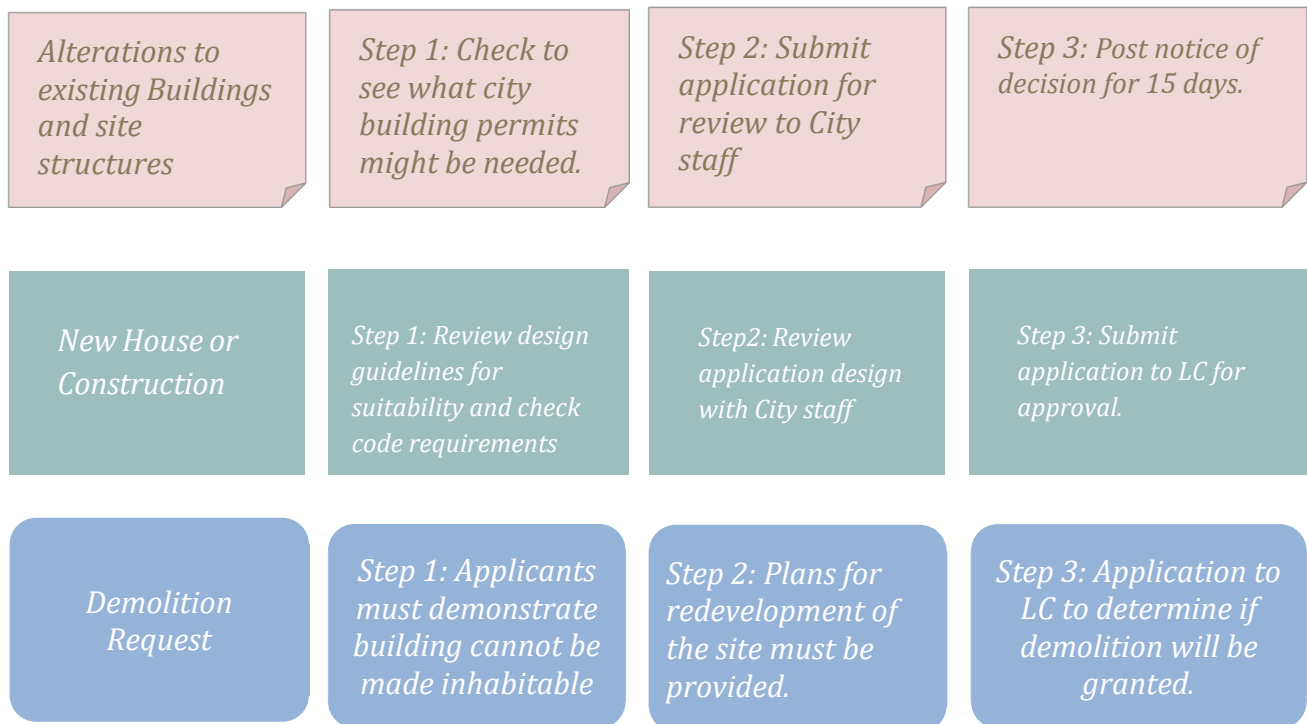 Alterations to
existing Buildings
and site
structures
Step 1: Check to
see what city
building permits
might be needed.
Step 2: Submit
application for
review to City
staff
Step 3: Post notice of
decision for 15 days.
New House or
Construction
Step 1: Review design
guidelines for
suitability and check
code requirements
Step2: Review
application design
with City staff
Step 3: Submit
application to LC for
approval.
Demolition
Request
Step 1: Applicants
must demonstrate
building cannot be
made inhabitable
Step 2: Plans for
redevelopment of
the site must be
provided.
Step 3: Application to
LC to determine if
demolition will be
granted.